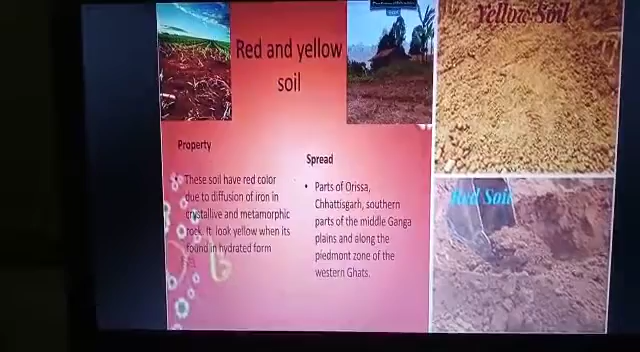 Red and yellow
soil
Yellow Soil
Property
These soil have red color
due to diffusion of iron in
crystallive and metamorphic
rock. It look yellow when its
found in hydrated form
Spread
• Parts of Orissa,
Chhattisgarh, southern
parts of the middle Ganga
plains and along the
piedmont zone of the
western Ghats.
Red Soil